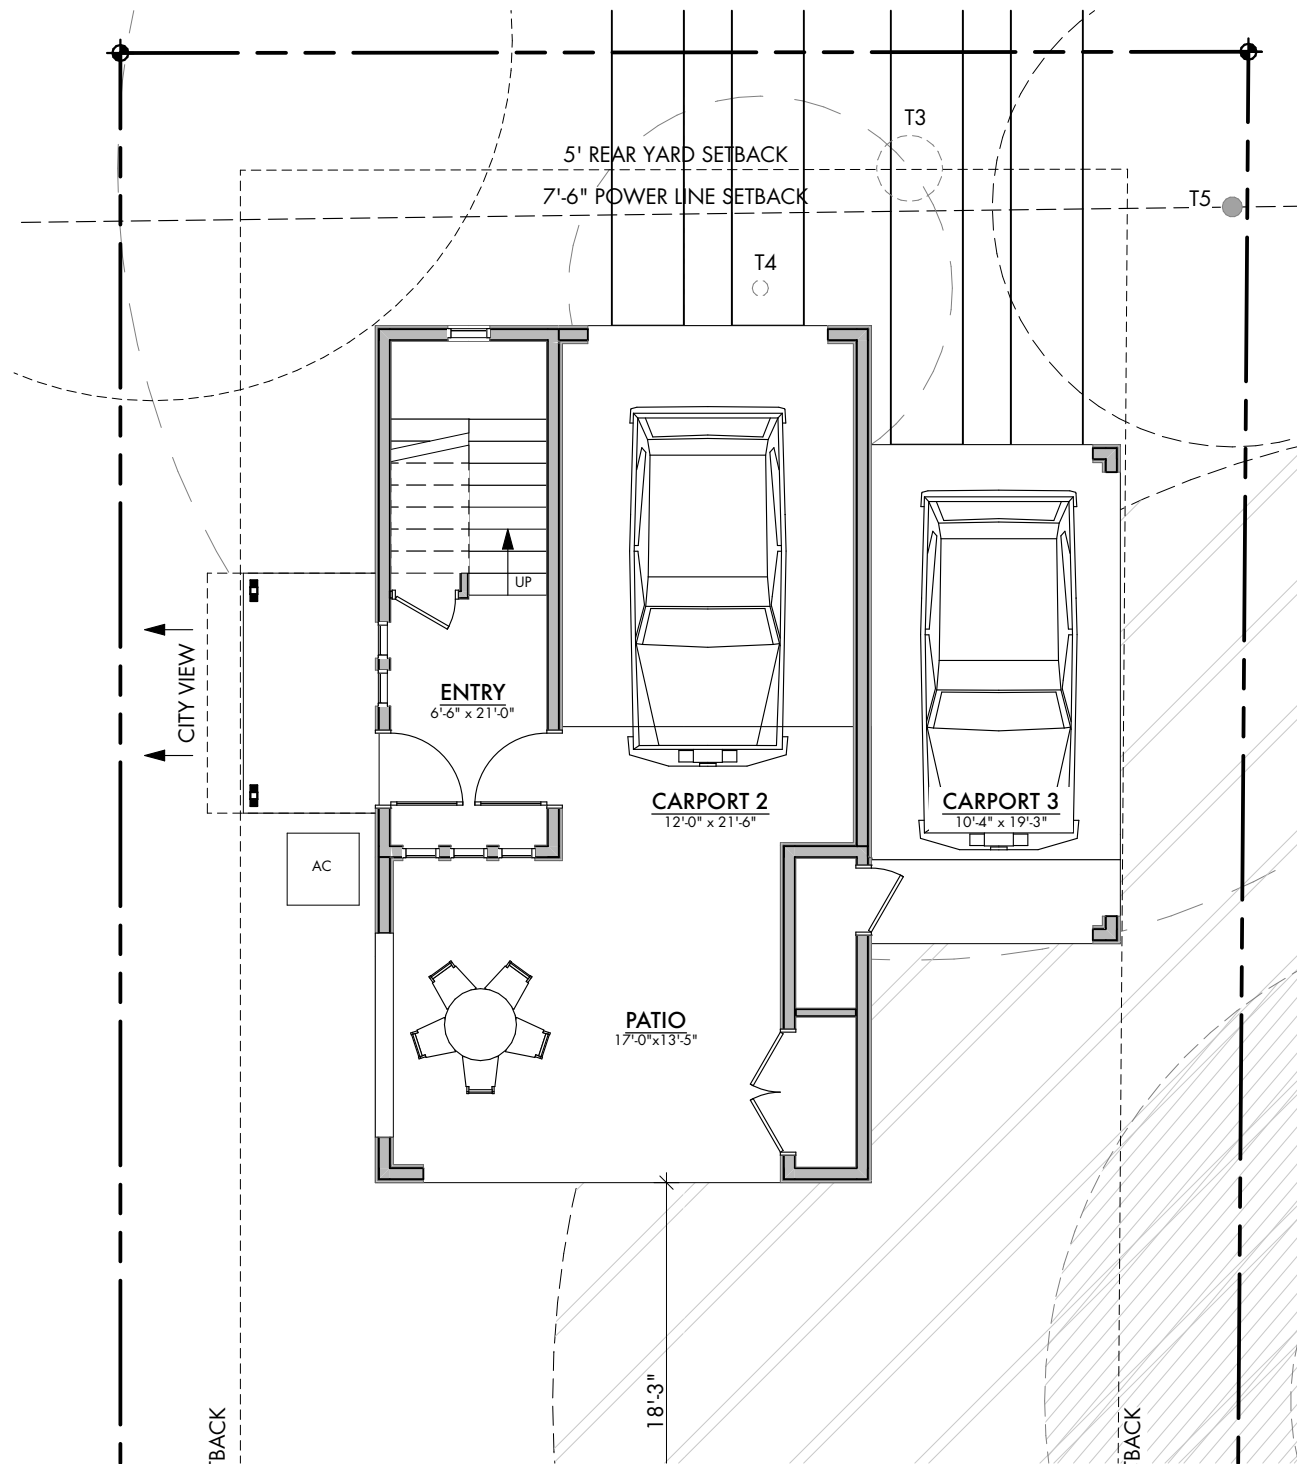 T3
5' REAR YARD SETBACK
7'-6" POWER LINE SETBACK
T5
T4
UP
CITY VIEW
ENTRY
6'-6" x 21'-0"
CARPORT 2
12'-0" x 21'-6"
CARPORT 3
10'-4" x 19'-3"
AC
PATIO
17'-0"x13'-5"
18'-3"
TBACK
BACK